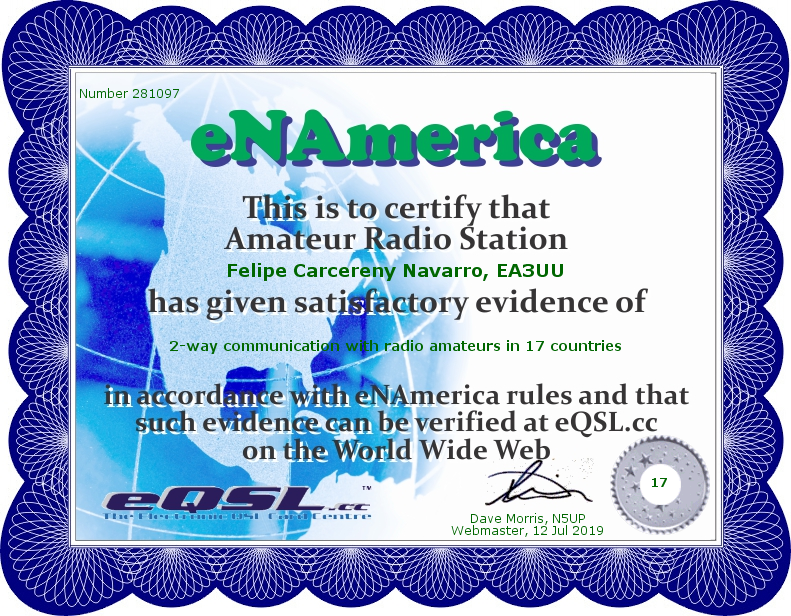 Number 281097
eNAmerica
This is to certify that
Amateur Radio Station
Felipe Carcereny Navarro, EA3UU
has given satisfactory evidence of
2-way communication with radio amateurs in 17 countries
in accordance with eNAmerica rules and that
such evidence can be verified at eQSL.cc
on the World Wide Web
17
eQSL.cc™
The Electronic QSL Card Centre
Dave Morris, N5UP
Webmaster, 12 Jul 2019